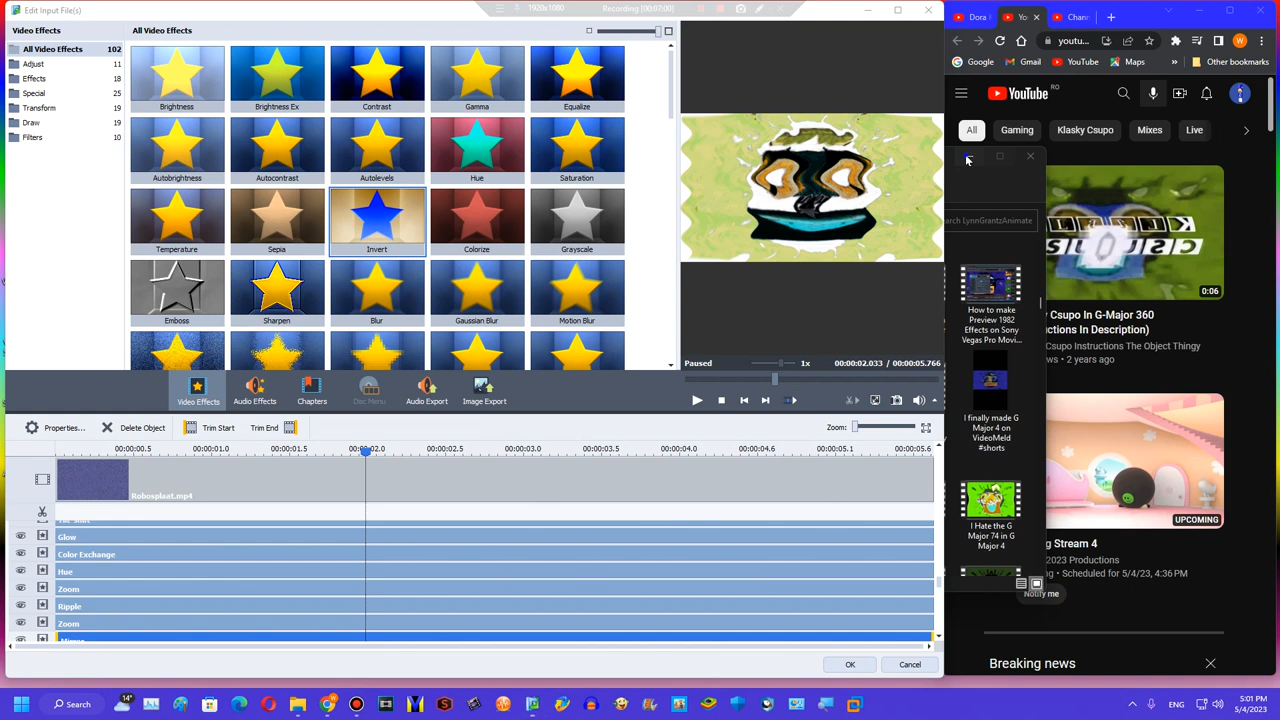 Edit Input File(s)
1920x1080
Recording [00:07:00]
Video Effects
All Video Effects
All Video Effects 102
Adjust 11
Effects 18
Special 25
Transform 19
Draw 19
Filters 10
Brightness
Brightness Ex
Contrast
Gamma
Equalize
Autobrightness
Autocontrast
Autolevels
Hue
Saturation
Temperature
Sepia
Invert
Colorize
Grayscale
Emboss
Sharpen
Blur
Gaussian Blur
Motion Blur
Paused
1x
00:00:02.033 / 00:00:05.766
Video Effects
Audio Effects
Chapters
Disc Menu
Audio Export
Image Export
Properties...
Delete Object
Trim Start
Trim End
Zoom:
00:00:00.5 00:00:01.0 00:00:01.5 00:00:02.0 00:00:02.5 00:00:03.0 00:00:03.5 00:00:04.0 00:00:04.6 00:00:05.1 00:00:05.6
Robosplaat.mp4
Glow
Color Exchange
Hue
Zoom
Ripple
Zoom
Mirror
OK
Cancel
Dora
Yo
Chann
youtu...
W
Google
Gmail
YouTube
Maps
Other bookmarks
YouTube RO
All
Gaming
Klasky Csupo
Mixes
Live
earch LynnGrantzAnimate
How to make
Preview 1982
Effects on Sony
Vegas Pro Movi...
I finally made G
Major 4 on
VideoMeld
#shorts
I Hate the G
Major 74 in G
Major 4
0:06
y Csupo In G-Major 360
ctions In Description)
Csupo Instructions The Object Thingy
ws • 2 years ago
UPCOMING
ng Stream 4
2023 Productions
ng • Scheduled for 5/4/23, 4:36 PM
Notify me
Breaking news
14°
Search
ENG
5:01 PM
5/4/2023